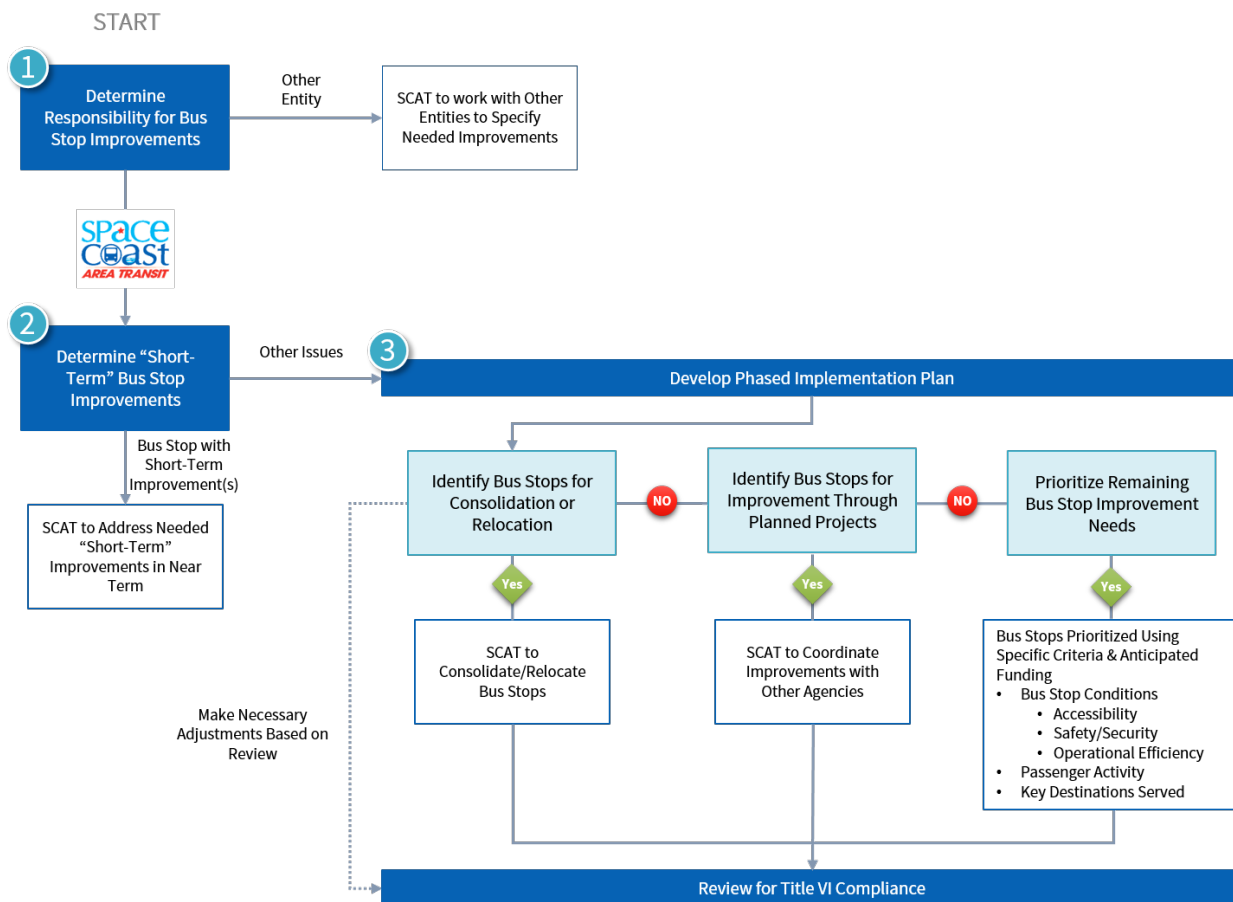 START
1
Determine
Responsibility for Bus
Stop Improvements
Other
Entity
SCAT to work with Other
Entities to Specify
Needed Improvements
SPace
COAST
AREA TRANSIT
2
Determine “Short-
Term” Bus Stop
Improvements
Other Issues
3
Develop Phased Implementation Plan
Bus Stop with
Short-Term
Improvement(s)
SCAT to Address Needed
“Short-Term”
Improvements in Near
Term
Identify Bus Stops for
Consolidation or
Relocation
NO
Identify Bus Stops for
Improvement Through
Planned Projects
NO
Prioritize Remaining
Bus Stop Improvement
Needs
Yes
Yes
Yes
SCAT to
Consolidate/Relocate
Bus Stops
SCAT to Coordinate
Improvements with
Other Agencies
Bus Stops Prioritized Using
Specific Criteria & Anticipated
Funding
• Bus Stop Conditions
• Accessibility
• Safety/Security
• Operational Efficiency
• Passenger Activity
• Key Destinations Served
Make Necessary
Adjustments Based on
Review
Review for Title VI Compliance